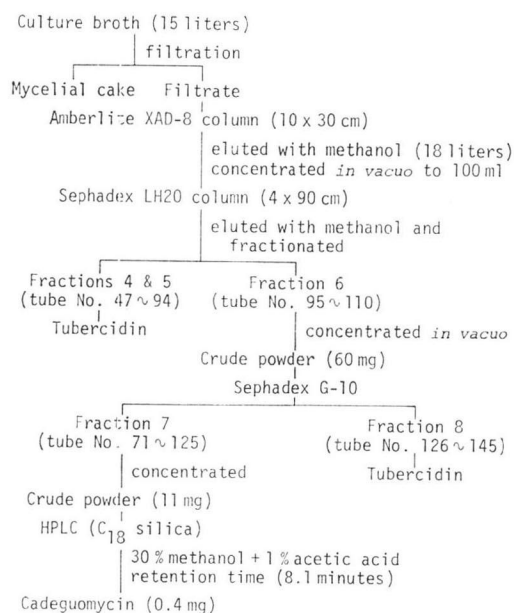 Culture broth (15 liters)
filtration
Mycelial cake Filtrate
Amberlite XAD-8 column (10 x 30 cm)
eluted with methanol (18 liters)
concentrated in vacuo to 100 ml
Sephadex LH20 column (4 x 90 cm)
eluted with methanol and
fractionated
Fractions 4 & 5 Fraction 6
(tube No. 47~94) (tube No. 95~110)
Tubercidin
concentrated in vacuo
Crude powder (60 mg)
Sephadex G-10
Fraction 7 Fraction 8
(tube No. 71~125) (tube No. 126~145)
concentrated Tubercidin
Crude powder (11 mg)
HPLC (C18 silica)
30 % methanol + 1 % acetic acid
retention time (8.1 minutes)
Cadeguomycin (0.4 mg)